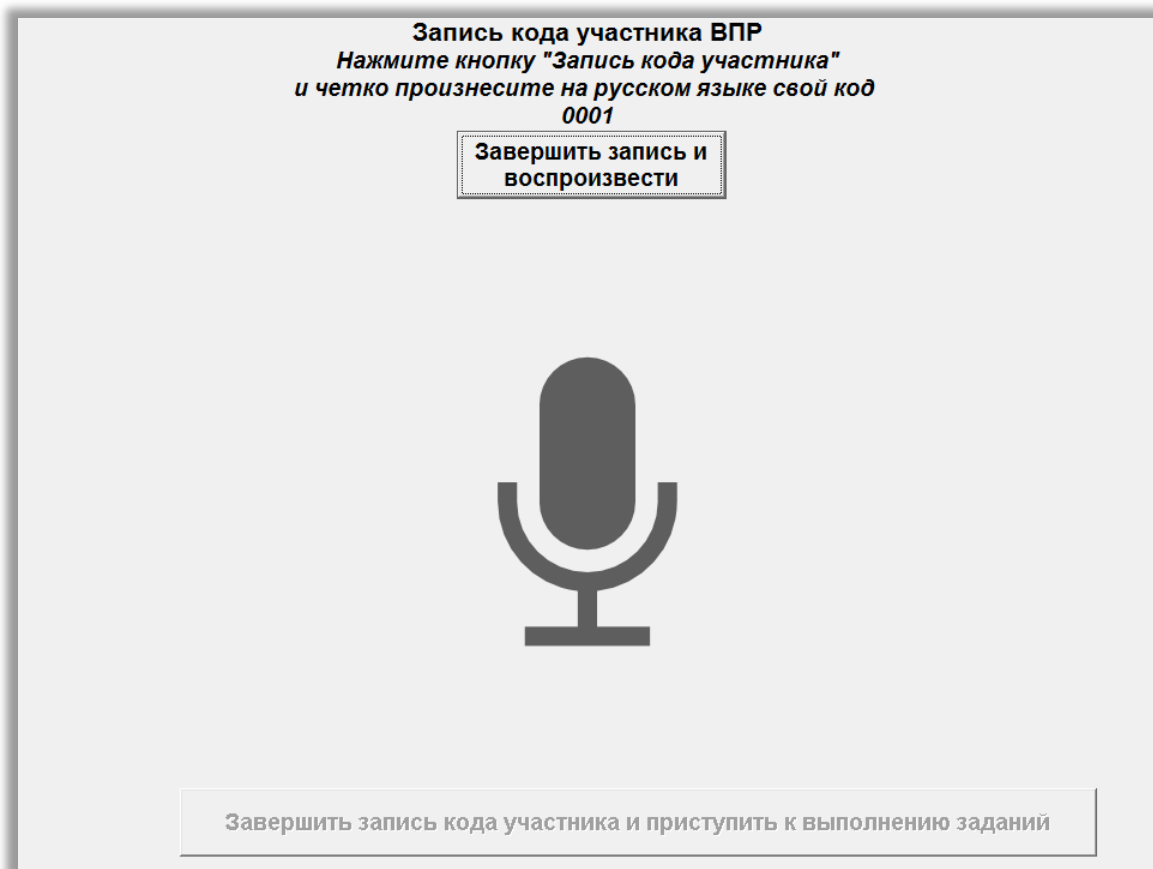 Запись кода участника ВПР
Нажмите кнопку "Запись кода участника"
и четко произнесите на русском языке свой код
0001
Завершить запись и
воспроизвести
Завершить запись кода участника и приступить к выполнению заданий